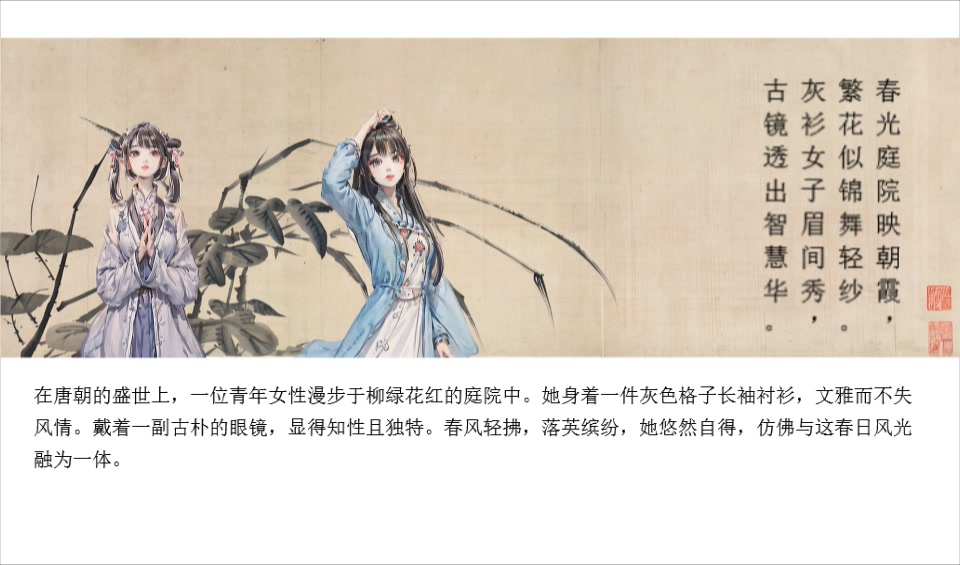 春光庭院映朝霞，
繁花似锦舞轻纱。
灰衫女子眉间秀，
古镜透出智慧华。
在唐朝的盛世上，一位青年女性漫步于柳绿花红的庭院中。她身着一件灰色格子长袖衬衫，文雅而不失
风情。戴着一副古朴的眼镜，显得知性且独特。春风轻拂，落英缤纷，她悠然自得，仿佛与这春日风光
融为一体。